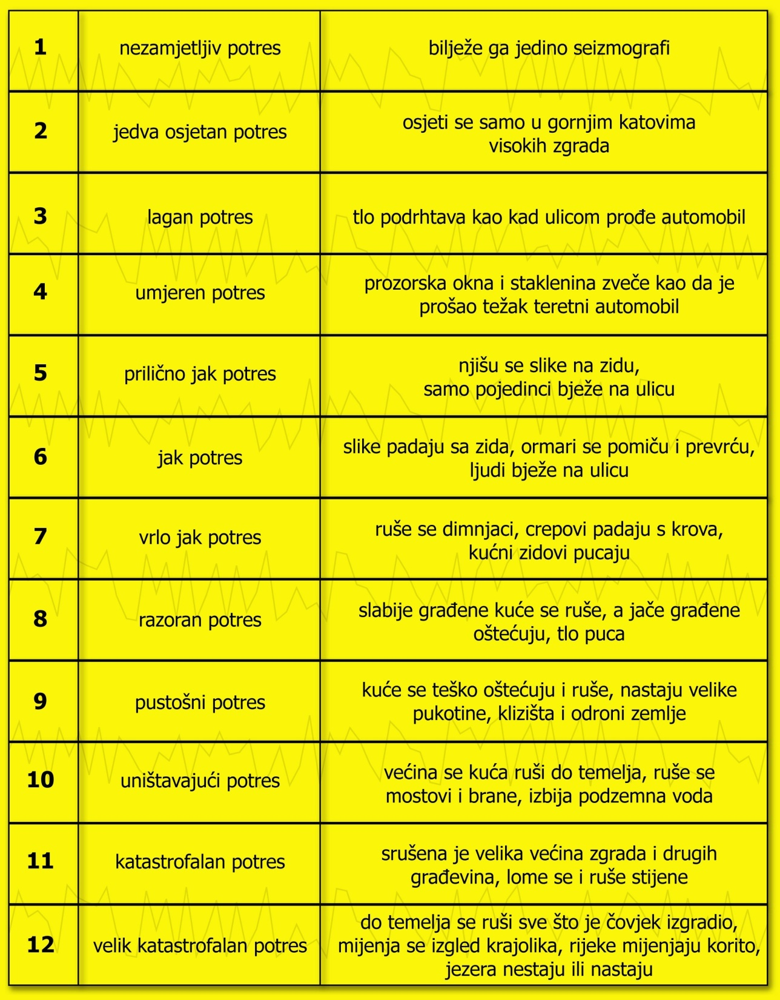 1
nezamjetljiv potres
bilježe ga jedino seizmografi
2
jedva osjetan potres
osjeti se samo u gornjim katovima
visokih zgrada
3
lagan potres
tlo podrhtava kao kad ulicom prođe automobil
4
umjeren potres
prozorska okna i staklenina zveče kao da je
prošao težak teretni automobil
5
prilično jak potres
njišu se slike na zidu,
samo pojedinci bježe na ulicu
6
jak potres
slike padaju sa zida, ormari se pomiču i prevrću,
ljudi bježe na ulicu
7
vrlo jak potres
ruše se dimnjaci, crepovi padaju s krova,
kućni zidovi pucaju
8
razoran potres
slabije građene kuće se ruše, a jače građene
oštećuju, tlo puca
9
pustošni potres
kuće se teško oštećuju i ruše, nastaju velike
pukotine, klizišta i odroni zemlje
10
uništavajući potres
većina se kuća ruši do temelja, ruše se
mostovi i brane, izbija podzemna voda
11
katastrofalan potres
srušena je velika većina zgrada i drugih
građevina, lome se i ruše stijene
12
velik katastrofalan potres
do temelja se ruši sve što je čovjek izgradio,
mijenja se izgled krajolika, rijeke mijenjaju korito,
jezera nestaju ili nastaju